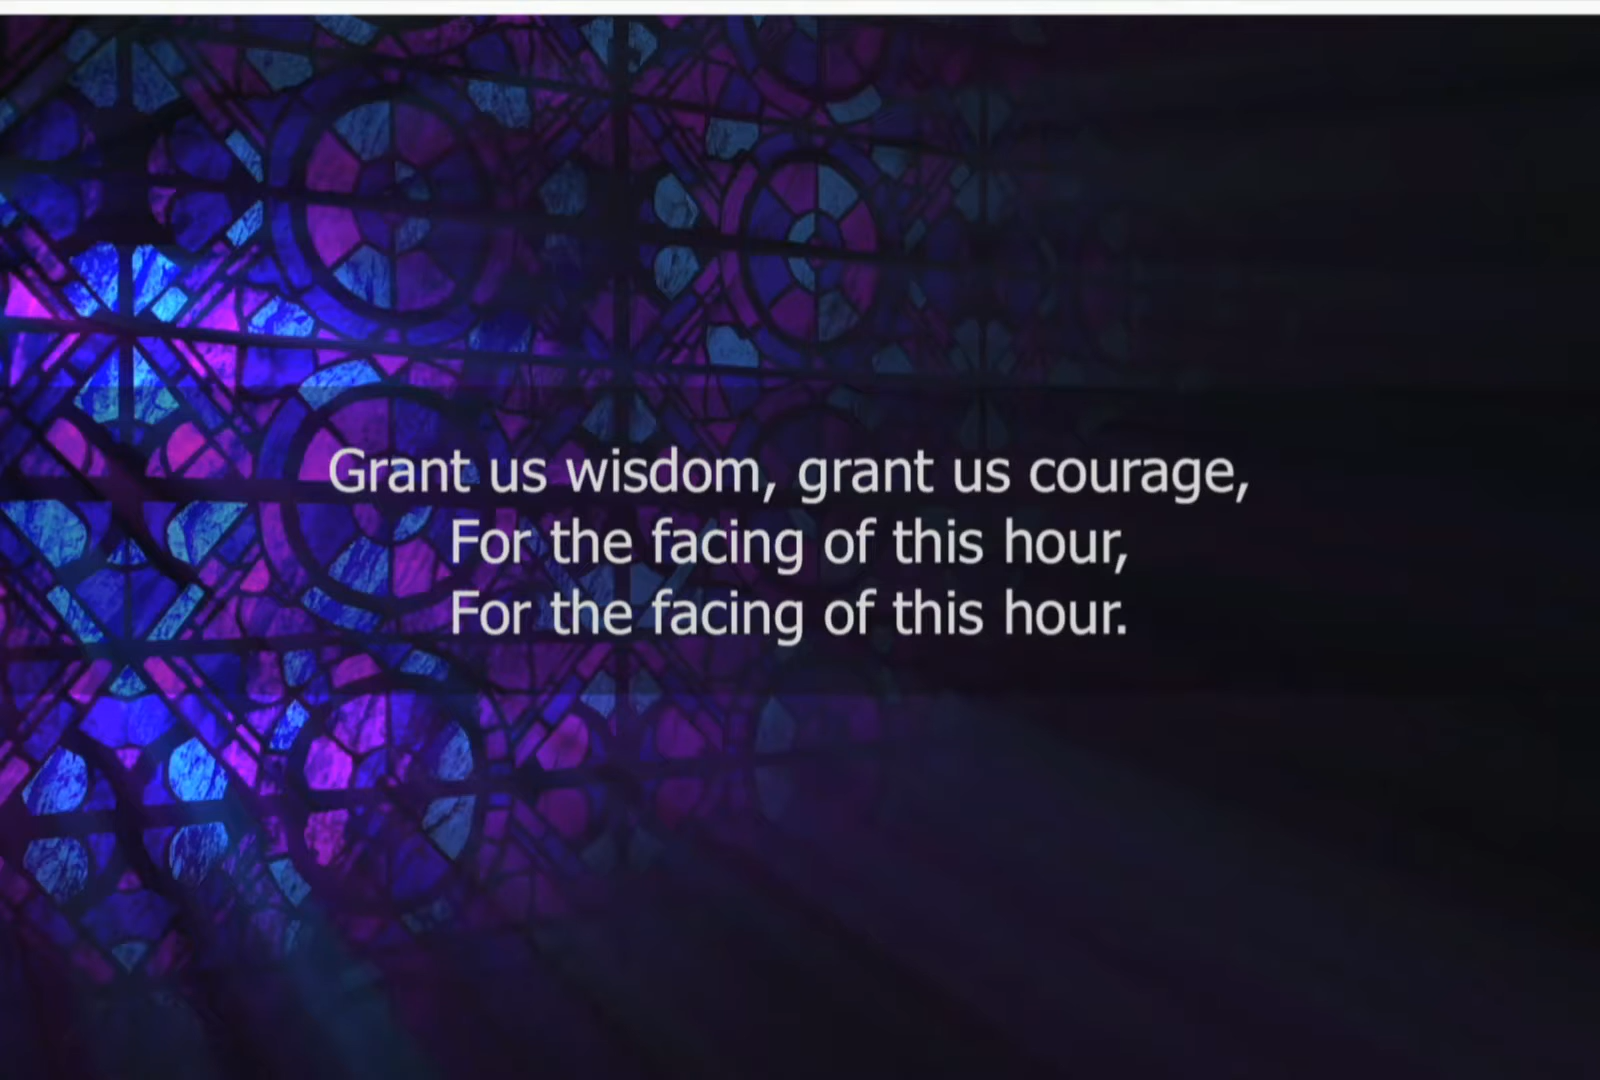 Grant us wisdom, grant us courage,
For the facing of this hour,
For the facing of this hour.